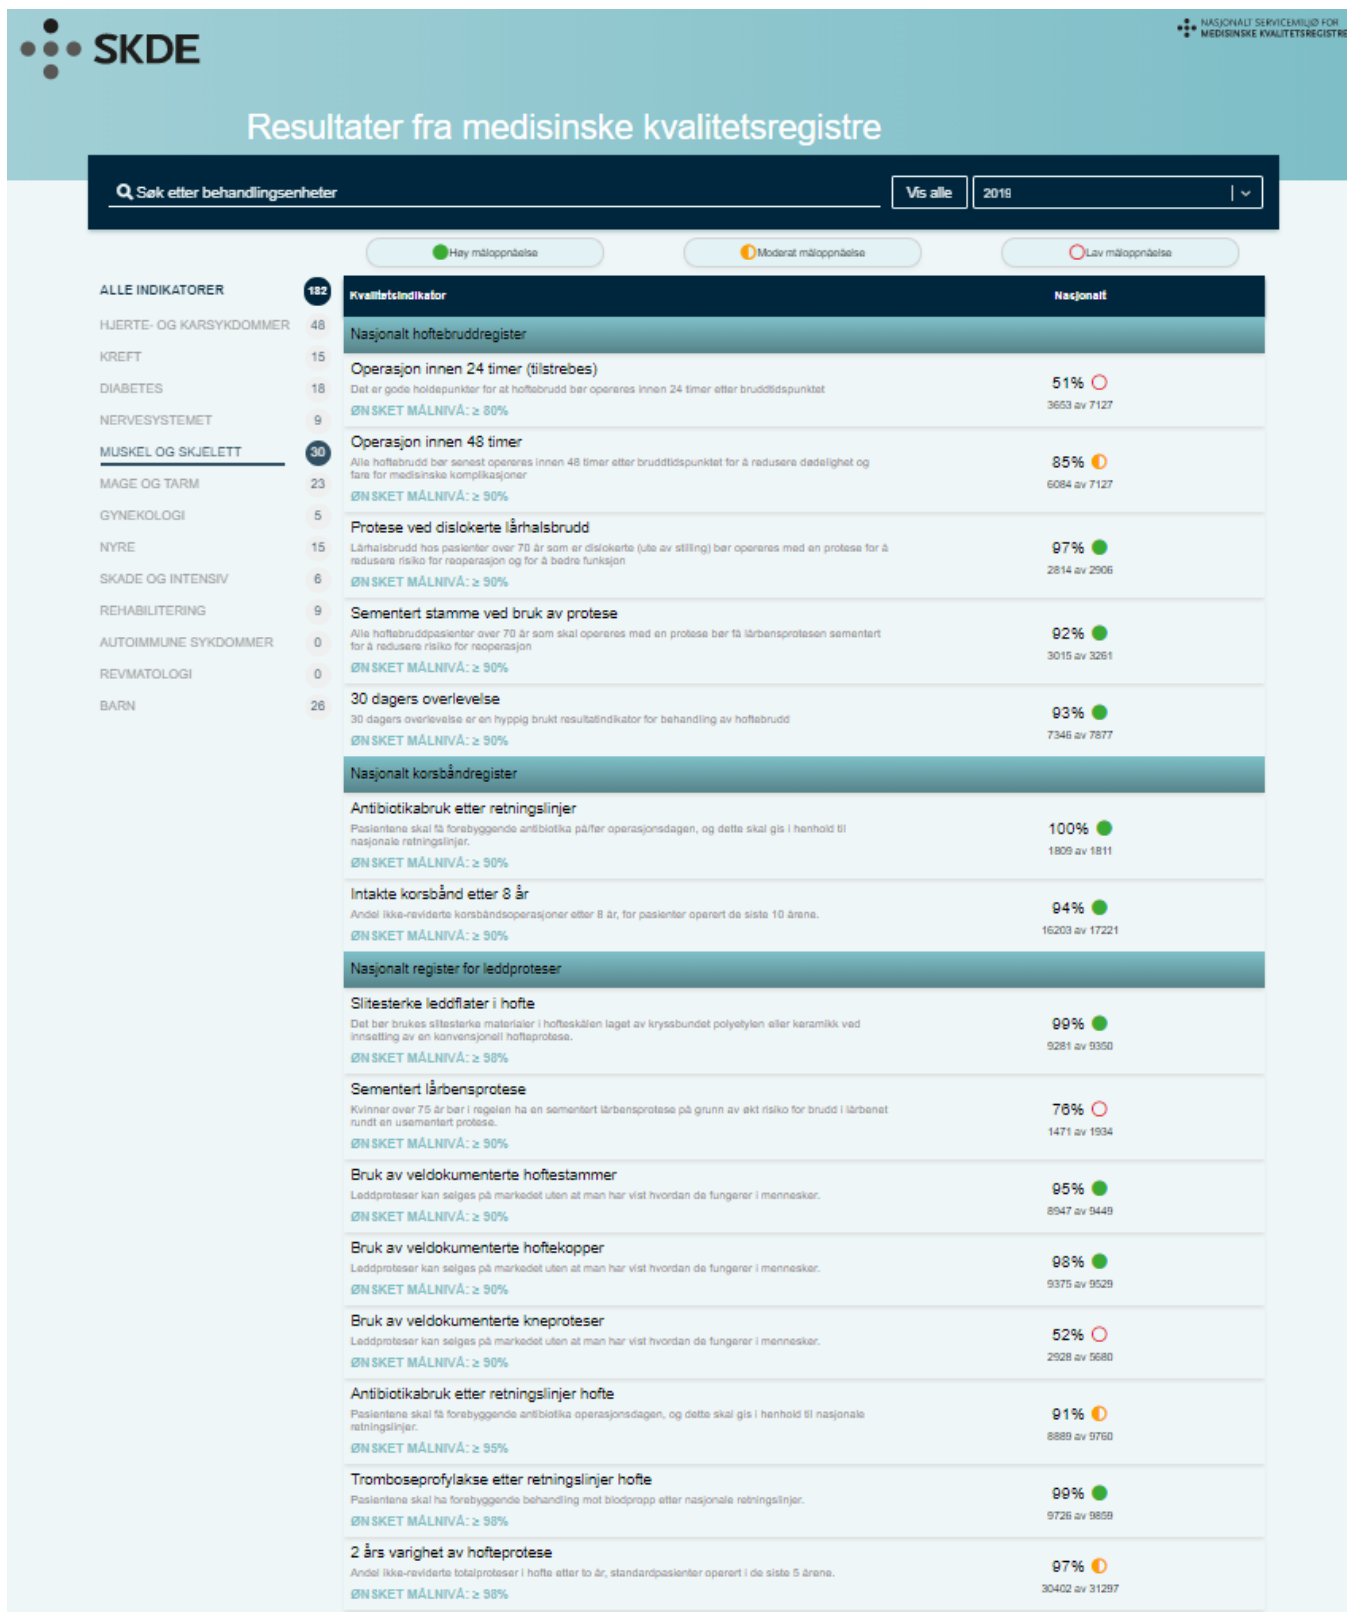 SKDE
NASJONALT SERVICEMILJØ FOR
MEDISINSKE KVALITETSREGISTRE
Resultater fra medisinske kvalitetsregistre
Søk etter behandlingsenheter
Vis alle
2019
Høy måloppnåelse
Moderat måloppnåelse
Lav måloppnåelse
ALLE INDIKATORER 182
HJERTE- OG KARSYKDOMMER 48
KREFT 15
DIABETES 18
NERVESYSTEMET 9
MUSKEL OG SKJELETT 30
MAGE OG TARM 23
GYNEKOLOGI 5
NYRE 15
SKADE OG INTENSIV 6
REHABILITERING 9
AUTOIMMUNE SYKDOMMER 0
REVMATOLOGI 0
BARN 26
Kvalitetsindikator Nasjonalt
Nasjonalt hoftebruddregister
Operasjon innen 24 timer (tilstrebes)
Det er gode holdepunkter for at hoftebrudd bør opereres innen 24 timer etter bruddtidspunktet
ØNSKET MÅLNIVÅ: ≥ 80%
51%
3653 av 7127
Operasjon innen 48 timer
Alle hoftebrudd bør senest opereres innen 48 timer etter bruddtidspunktet for å redusere dødelighet og
fare for medisinske komplikasjoner
ØNSKET MÅLNIVÅ: ≥ 90%
85%
6084 av 7127
Protese ved dislokerte lårhalsbrudd
Lårhalsbrudd hos pasienter over 70 år som er dislokerte (ute av stilling) bør opereres med en protese for å
redusere risiko for reoperasjon og for å bedre funksjon
ØNSKET MÅLNIVÅ: ≥ 90%
97%
2814 av 2906
Sementert stamme ved bruk av protese
Alle hoftebruddpasienter over 70 år som skal opereres med en protese bør få lårbensprotesen sementert
for å redusere risiko for reoperasjon
ØNSKET MÅLNIVÅ: ≥ 90%
92%
3015 av 3261
30 dagers overlevelse
30 dagers overlevelse er en hyppig brukt resultatindikator for behandling av hoftebrudd
ØNSKET MÅLNIVÅ: ≥ 90%
93%
7346 av 7877
Nasjonalt korsbåndregister
Antibiotikabruk etter retningslinjer
Pasientene skal få forebyggende antibiotika på/før operasjonsdagen, og dette skal gis i henhold til
nasjonale retningslinjer.
ØNSKET MÅLNIVÅ: ≥ 90%
100%
1809 av 1811
Intakte korsbånd etter 8 år
Andel ikke-reviderte korsbåndsoperasjoner etter 8 år, for pasienter operert de siste 10 årene.
ØNSKET MÅLNIVÅ: ≥ 90%
94%
16203 av 17221
Nasjonalt register for leddproteser
Slitesterke leddflater i hofte
Det bør brukes slitesterke materialer i hofteskålen laget av kryssbundet polyetylen eller keramikk ved
innsetting av en konvensjonell hofteprotese.
ØNSKET MÅLNIVÅ: ≥ 98%
99%
9281 av 9350
Sementert lårbensprotese
Kvinner over 75 år bør i regelen ha en sementert lårbensprotese på grunn av økt risiko for brudd i lårbenet
rundt en usementert protese.
ØNSKET MÅLNIVÅ: ≥ 90%
76%
1471 av 1934
Bruk av veldokumenterte hoftestammer
Leddproteser kan selges på markedet uten at man har vist hvordan de fungerer i mennesker.
ØNSKET MÅLNIVÅ: ≥ 90%
95%
8947 av 9449
Bruk av veldokumenterte hoftekopper
Leddproteser kan selges på markedet uten at man har vist hvordan de fungerer i mennesker.
ØNSKET MÅLNIVÅ: ≥ 90%
98%
9375 av 9529
Bruk av veldokumenterte kneproteser
Leddproteser kan selges på markedet uten at man har vist hvordan de fungerer i mennesker.
ØNSKET MÅLNIVÅ: ≥ 90%
52%
2928 av 5680
Antibiotikabruk etter retningslinjer hofte
Pasientene skal få forebyggende antibiotika operasjonsdagen, og dette skal gis i henhold til nasjonale
retningslinjer.
ØNSKET MÅLNIVÅ: ≥ 95%
91%
8889 av 9760
Tromboseprofylakse etter retningslinjer hofte
Pasientene skal ha forebyggende behandling mot blodpropp etter nasjonale retningslinjer.
ØNSKET MÅLNIVÅ: ≥ 98%
99%
9726 av 9859
2 års varighet av hofteprotese
Andel ikke-reviderte totalproteser i hofte etter to år, standardpasienter operert i de siste 5 årene.
ØNSKET MÅLNIVÅ: ≥ 98%
97%
30402 av 31297